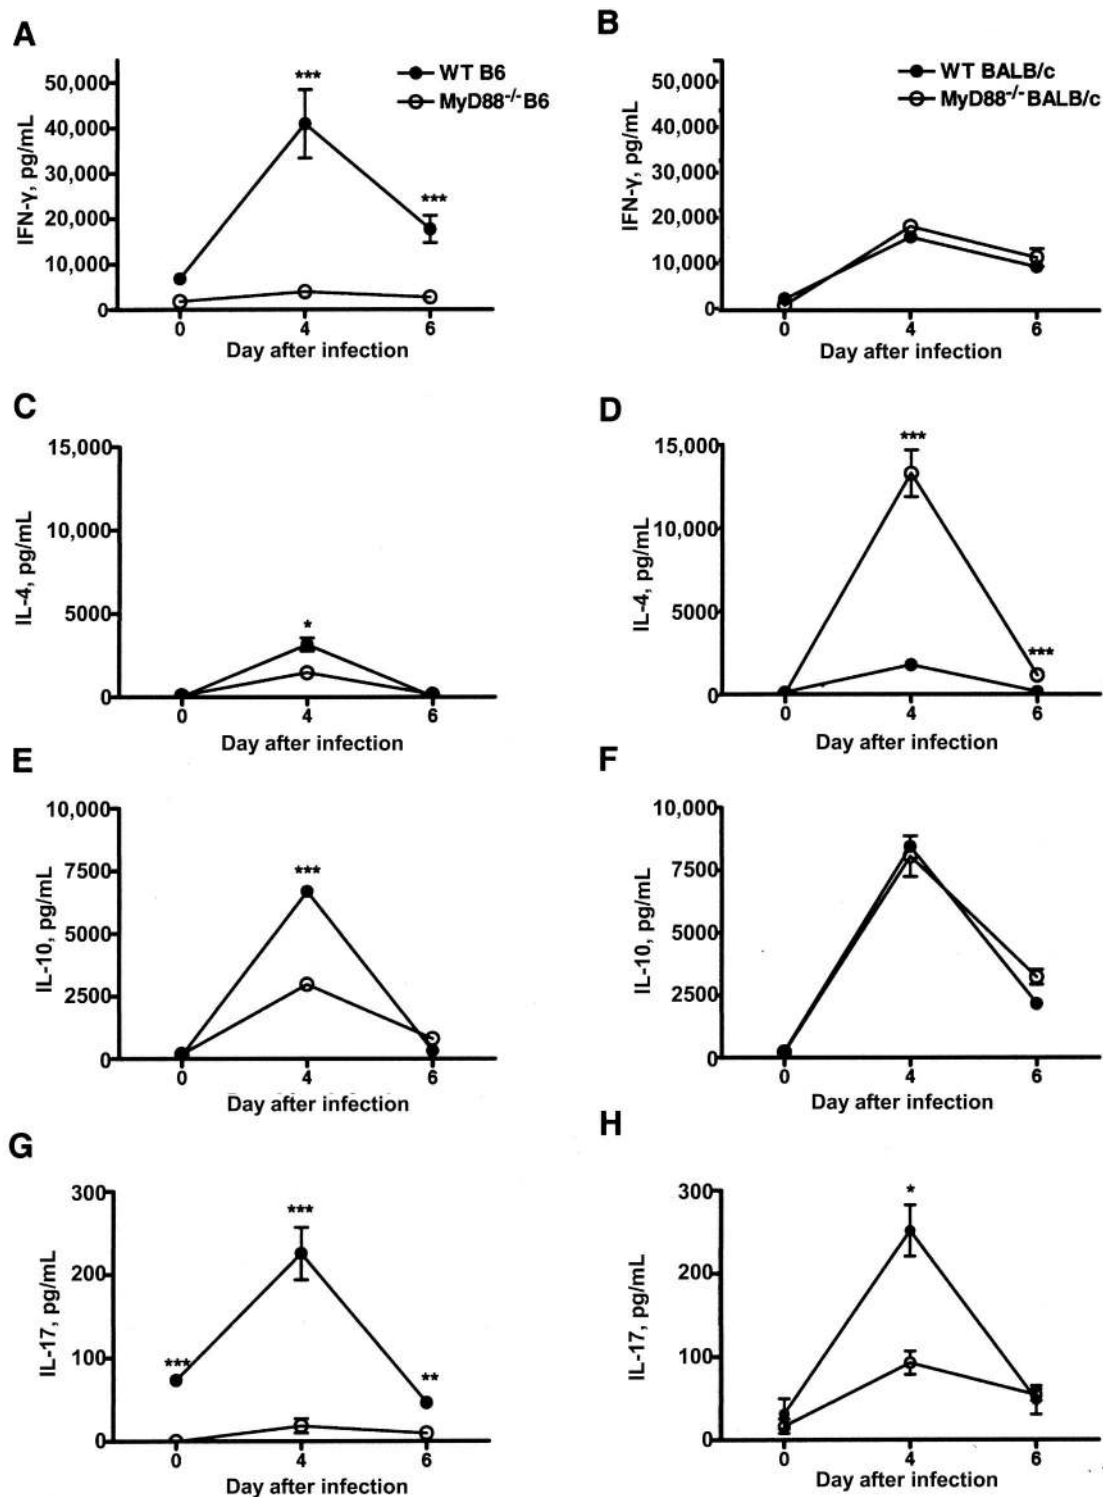 A
IFN-γ, pg/mL
50,000
40,000
30,000
20,000
10,000
0
***
***
WT B6
MyD88-/- B6
0 4 6
Day after infection
B
IFN-γ, pg/mL
50,000
40,000
30,000
20,000
10,000
0
WT BALB/c
MyD88-/- BALB/c
0 4 6
Day after infection
C
IL-4, pg/mL
15,000
10,000
5000
0
*
0 4 6
Day after infection
D
IL-4, pg/mL
15,000
10,000
5000
0
***
***
0 4 6
Day after infection
E
IL-10, pg/mL
10,000
7500
5000
2500
0
***
0 4 6
Day after infection
F
IL-10, pg/mL
10,000
7500
5000
2500
0
0 4 6
Day after infection
G
IL-17, pg/mL
300
200
100
0
***
***
**
0 4 6
Day after infection
H
IL-17, pg/mL
300
200
100
0
*
0 4 6
Day after infection